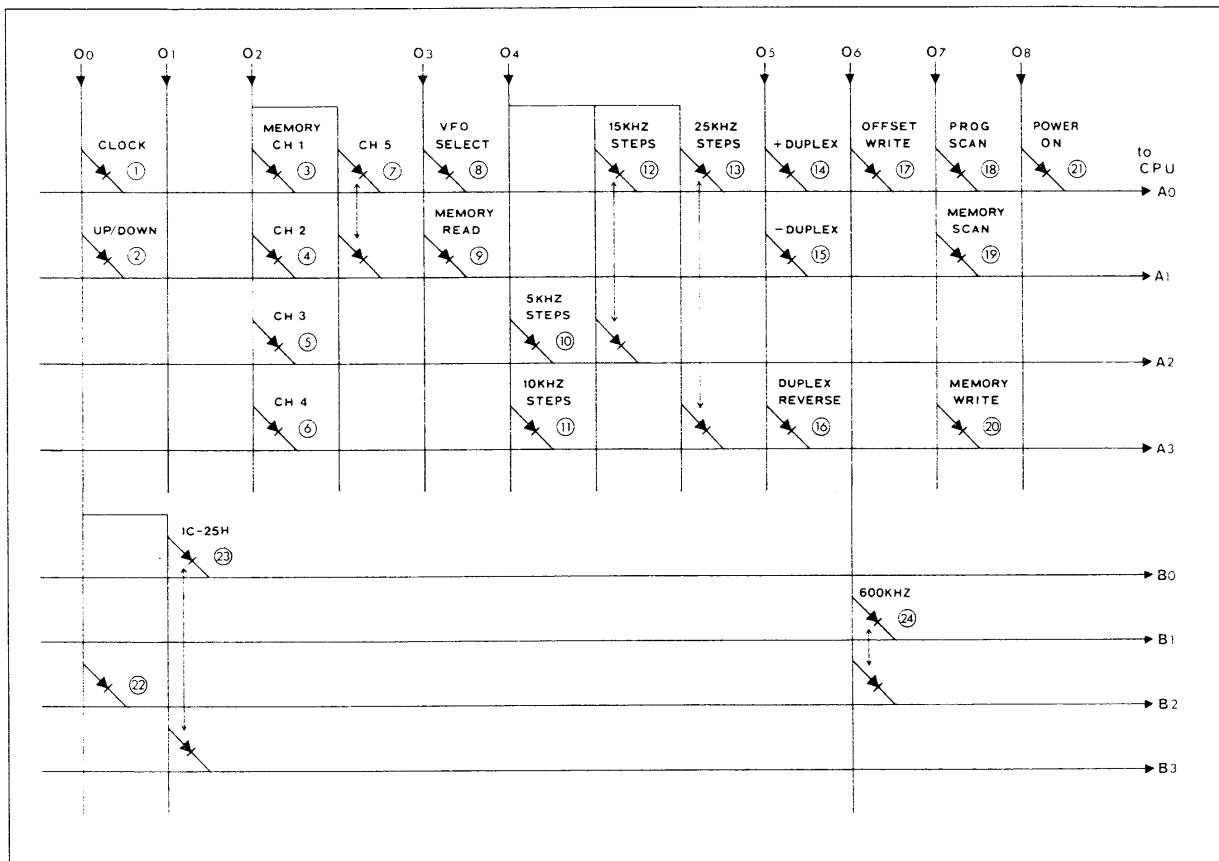 O0 O1 O2 O3 O4 O5 O6 O7 O8
CLOCK
1
MEMORY
CH 1
3
CH 5
7
VFO
SELECT
8
15KHZ
STEPS
12
25KHZ
STEPS
13
+DUPLEX
14
OFFSET
WRITE
17
PROG
SCAN
18
POWER
ON
21
to
CPU
A0
UP/DOWN
2
CH 2
4
MEMORY
READ
9
-DUPLEX
15
MEMORY
SCAN
19
A1
CH 3
5
5KHZ
STEPS
10
A2
CH 4
6
10KHZ
STEPS
11
DUPLEX
REVERSE
16
MEMORY
WRITE
20
A3
IC-25H
23
B0
600KHZ
24
B1
22
B2
B3